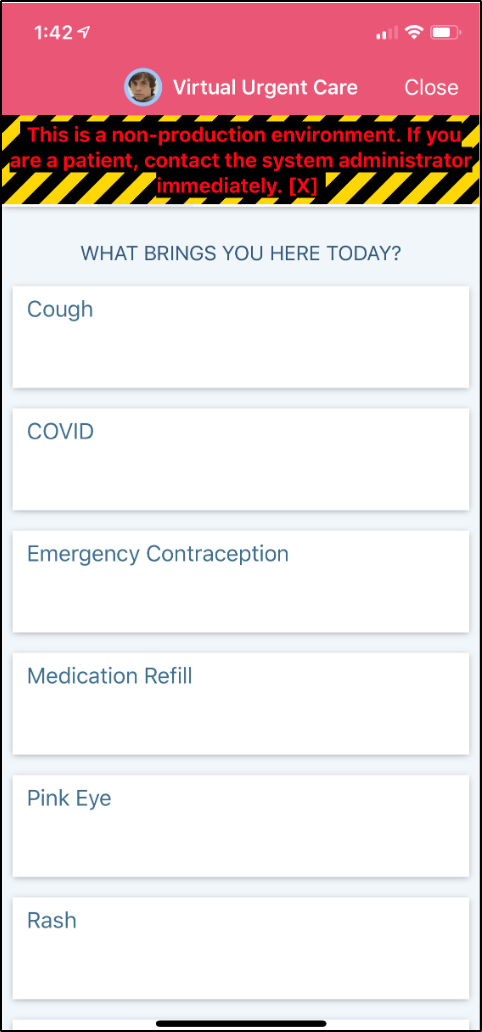 1:42
Virtual Urgent Care
Close
This is a non-production environment. If you
are a patient, contact the system administrator
immediately. [X]
WHAT BRINGS YOU HERE TODAY?
Cough
COVID
Emergency Contraception
Medication Refill
Pink Eye
Rash